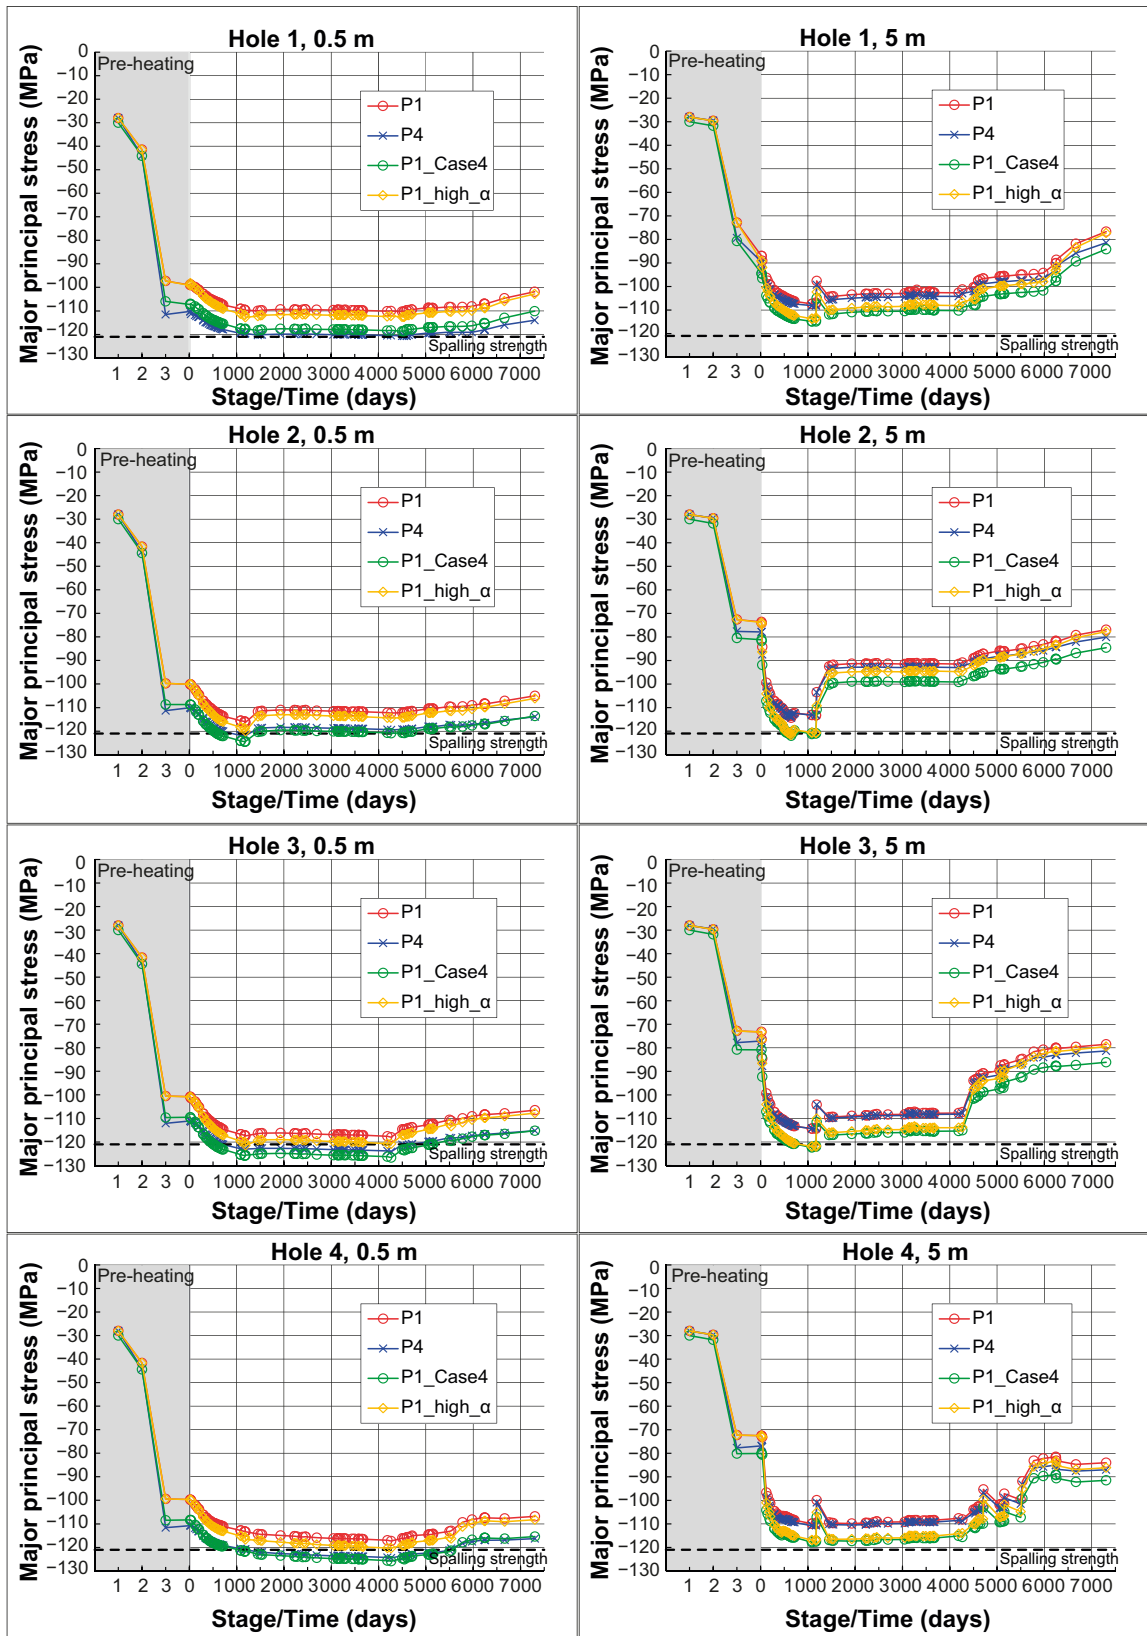 Hole 1, 0.5 m
Major principal stress (MPa)
0
−10
−20
−30
−40
−50
−60
−70
−80
−90
−100
−110
−120
−130
Pre-heating
P1
P4
P1_Case4
P1_high_α
Spalling strength
1 2 3 0 1000 2000 3000 4000 5000 6000 7000
Stage/Time (days)
Hole 1, 5 m
Major principal stress (MPa)
0
−10
−20
−30
−40
−50
−60
−70
−80
−90
−100
−110
−120
−130
Pre-heating
P1
P4
P1_Case4
P1_high_α
Spalling strength
1 2 3 0 1000 2000 3000 4000 5000 6000 7000
Stage/Time (days)
Hole 2, 0.5 m
Major principal stress (MPa)
0
−10
−20
−30
−40
−50
−60
−70
−80
−90
−100
−110
−120
−130
Pre-heating
P1
P4
P1_Case4
P1_high_α
Spalling strength
1 2 3 0 1000 2000 3000 4000 5000 6000 7000
Stage/Time (days)
Hole 2, 5 m
Major principal stress (MPa)
0
−10
−20
−30
−40
−50
−60
−70
−80
−90
−100
−110
−120
−130
Pre-heating
P1
P4
P1_Case4
P1_high_α
Spalling strength
1 2 3 0 1000 2000 3000 4000 5000 6000 7000
Stage/Time (days)
Hole 3, 0.5 m
Major principal stress (MPa)
0
−10
−20
−30
−40
−50
−60
−70
−80
−90
−100
−110
−120
−130
Pre-heating
P1
P4
P1_Case4
P1_high_α
Spalling strength
1 2 3 0 1000 2000 3000 4000 5000 6000 7000
Stage/Time (days)
Hole 3, 5 m
Major principal stress (MPa)
0
−10
−20
−30
−40
−50
−60
−70
−80
−90
−100
−110
−120
−130
Pre-heating
P1
P4
P1_Case4
P1_high_α
Spalling strength
1 2 3 0 1000 2000 3000 4000 5000 6000 7000
Stage/Time (days)
Hole 4, 0.5 m
Major principal stress (MPa)
0
−10
−20
−30
−40
−50
−60
−70
−80
−90
−100
−110
−120
−130
Pre-heating
P1
P4
P1_Case4
P1_high_α
Spalling strength
1 2 3 0 1000 2000 3000 4000 5000 6000 7000
Stage/Time (days)
Hole 4, 5 m
Major principal stress (MPa)
0
−10
−20
−30
−40
−50
−60
−70
−80
−90
−100
−110
−120
−130
Pre-heating
P1
P4
P1_Case4
P1_high_α
Spalling strength
1 2 3 0 1000 2000 3000 4000 5000 6000 7000
Stage/Time (days)